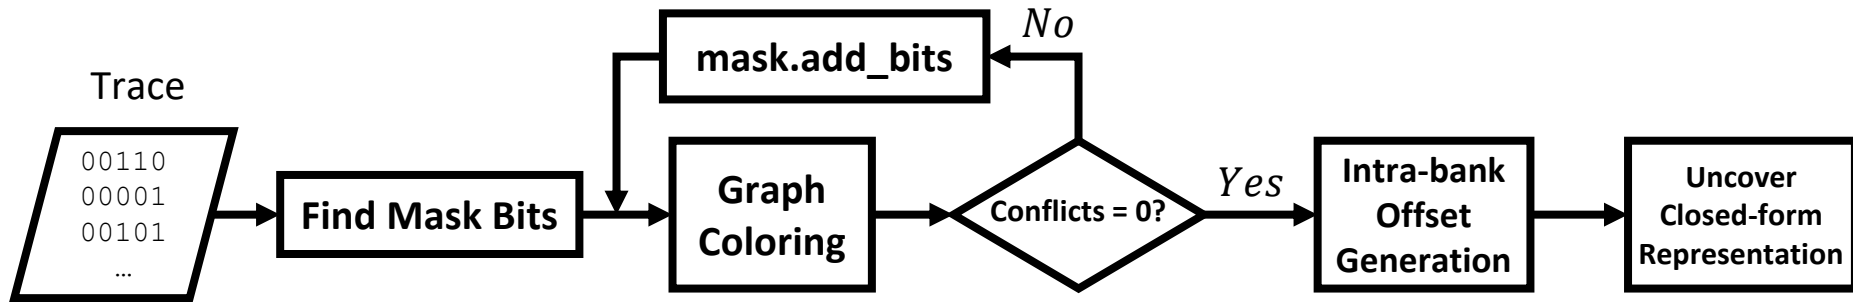 Trace
00110
00001
00101
…
Find Mask Bits
mask.add_bits
Graph
Coloring
Conflicts = 0?
No
Yes
Intra-bank
Offset
Generation
Uncover
Closed-form
Representation